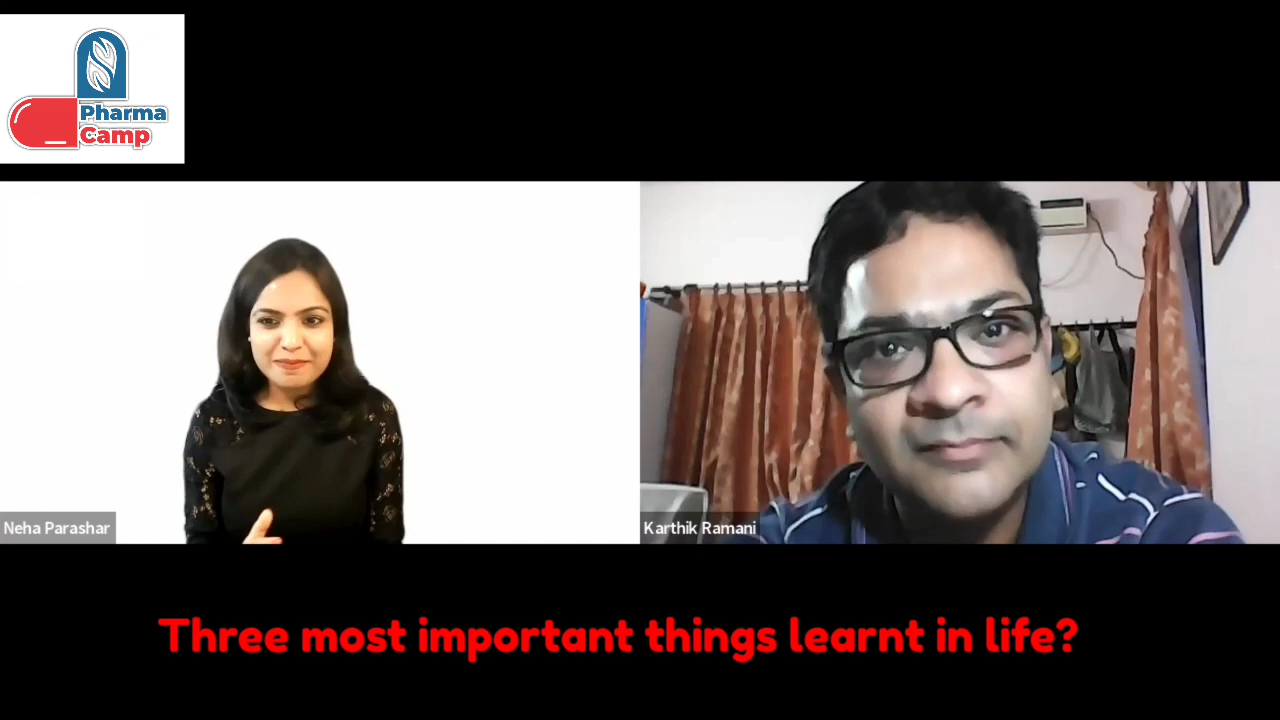 Pharma
Camp
Neha Parashar
Karthik Ramani
Three most important things learnt in life?